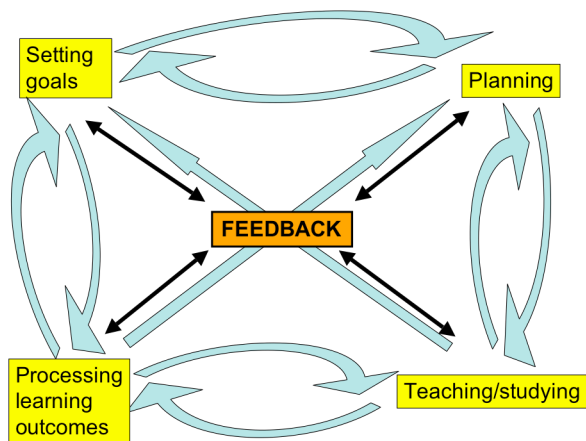 Setting
goals
Planning
FEEDBACK
Processing
learning
outcomes
Teaching/studying